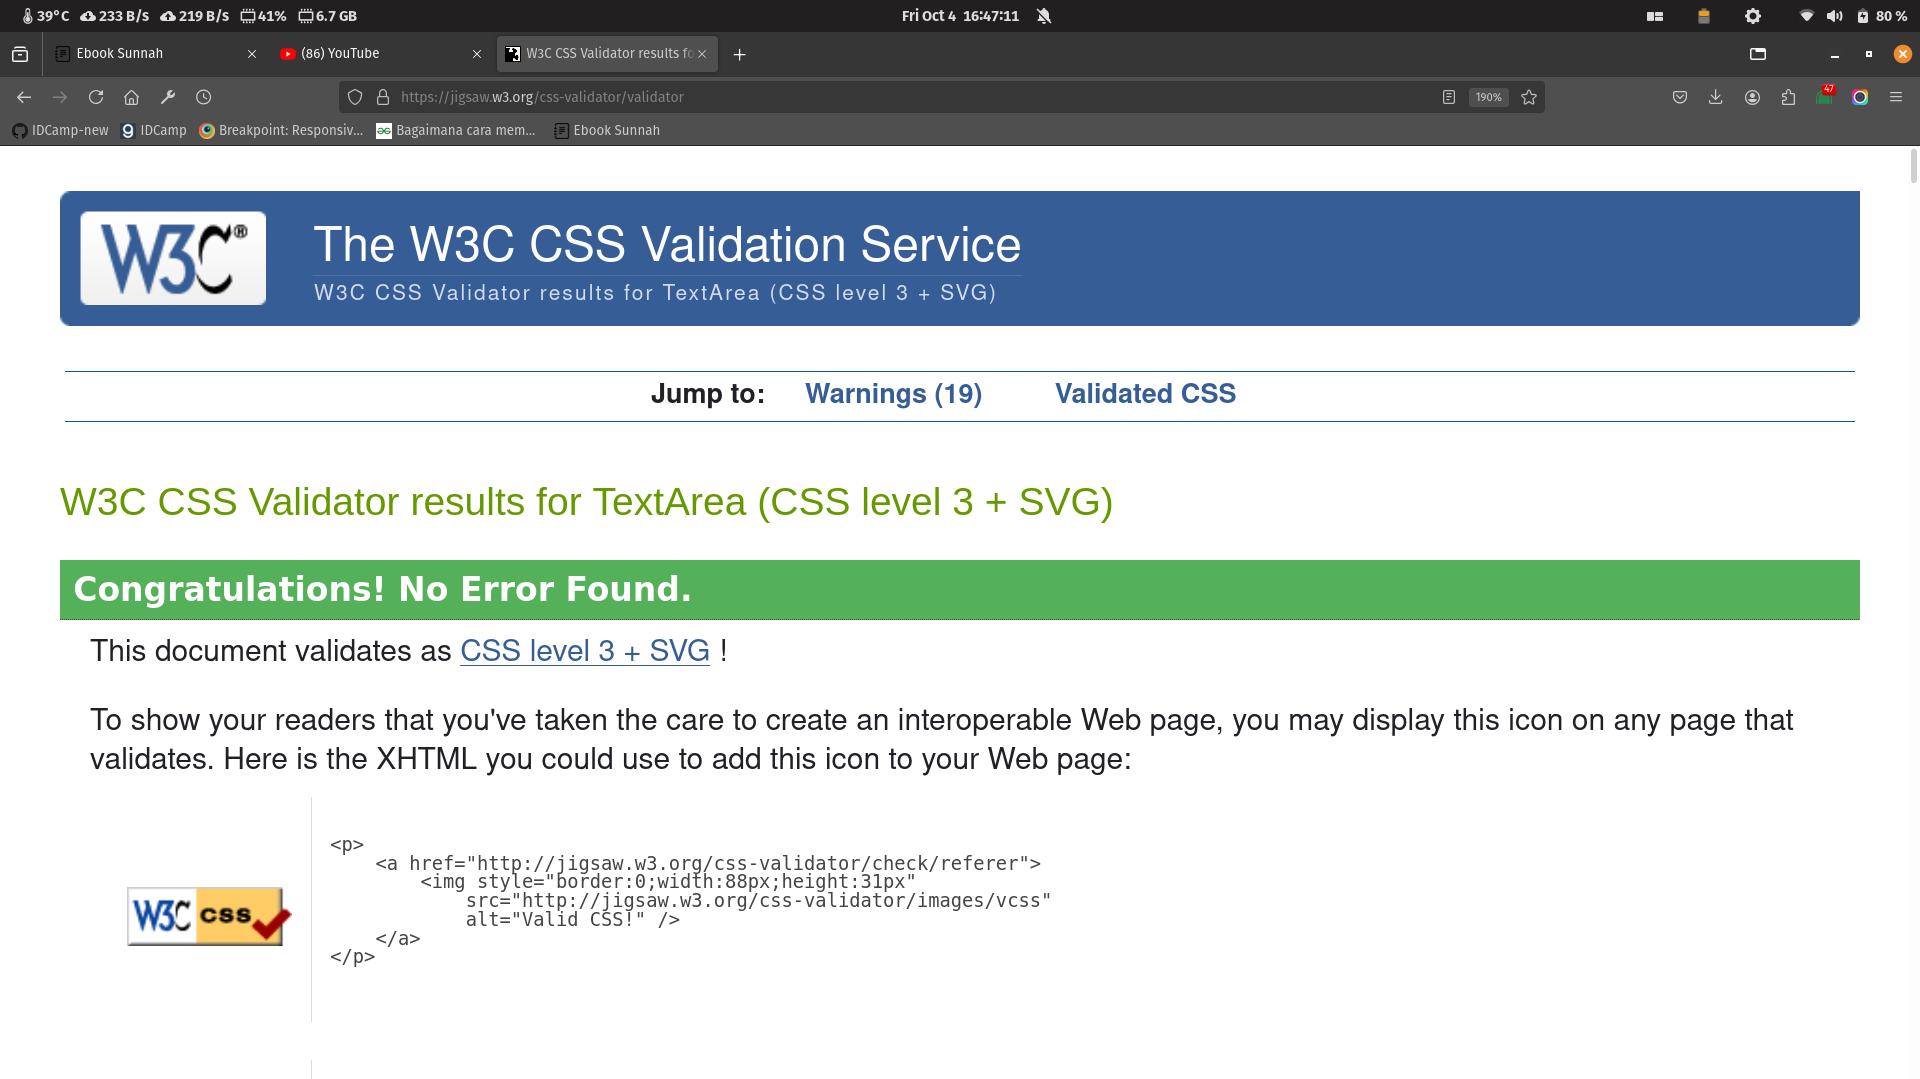 39°C 233 B/s 219 B/s 41% 6.7 GB Fri Oct 4 16:47:11 80 %
Ebook Sunnah (86) YouTube W3C CSS Validator results fo
https://jigsaw.w3.org/css-validator/validator 190% 47
IDCamp-new IDCamp Breakpoint: Responsiv... Bagaimana cara mem... Ebook Sunnah
W3C®
The W3C CSS Validation Service
W3C CSS Validator results for TextArea (CSS level 3 + SVG)
Jump to: Warnings (19) Validated CSS
W3C CSS Validator results for TextArea (CSS level 3 + SVG)
Congratulations! No Error Found.
This document validates as CSS level 3 + SVG !
To show your readers that you've taken the care to create an interoperable Web page, you may display this icon on any page that
validates. Here is the XHTML you could use to add this icon to your Web page:
W3C css
<p>
    <a href="http://jigsaw.w3.org/css-validator/check/referer">
        <img style="border:0;width:88px;height:31px"
            src="http://jigsaw.w3.org/css-validator/images/vcss"
            alt="Valid CSS!" />
    </a>
</p>